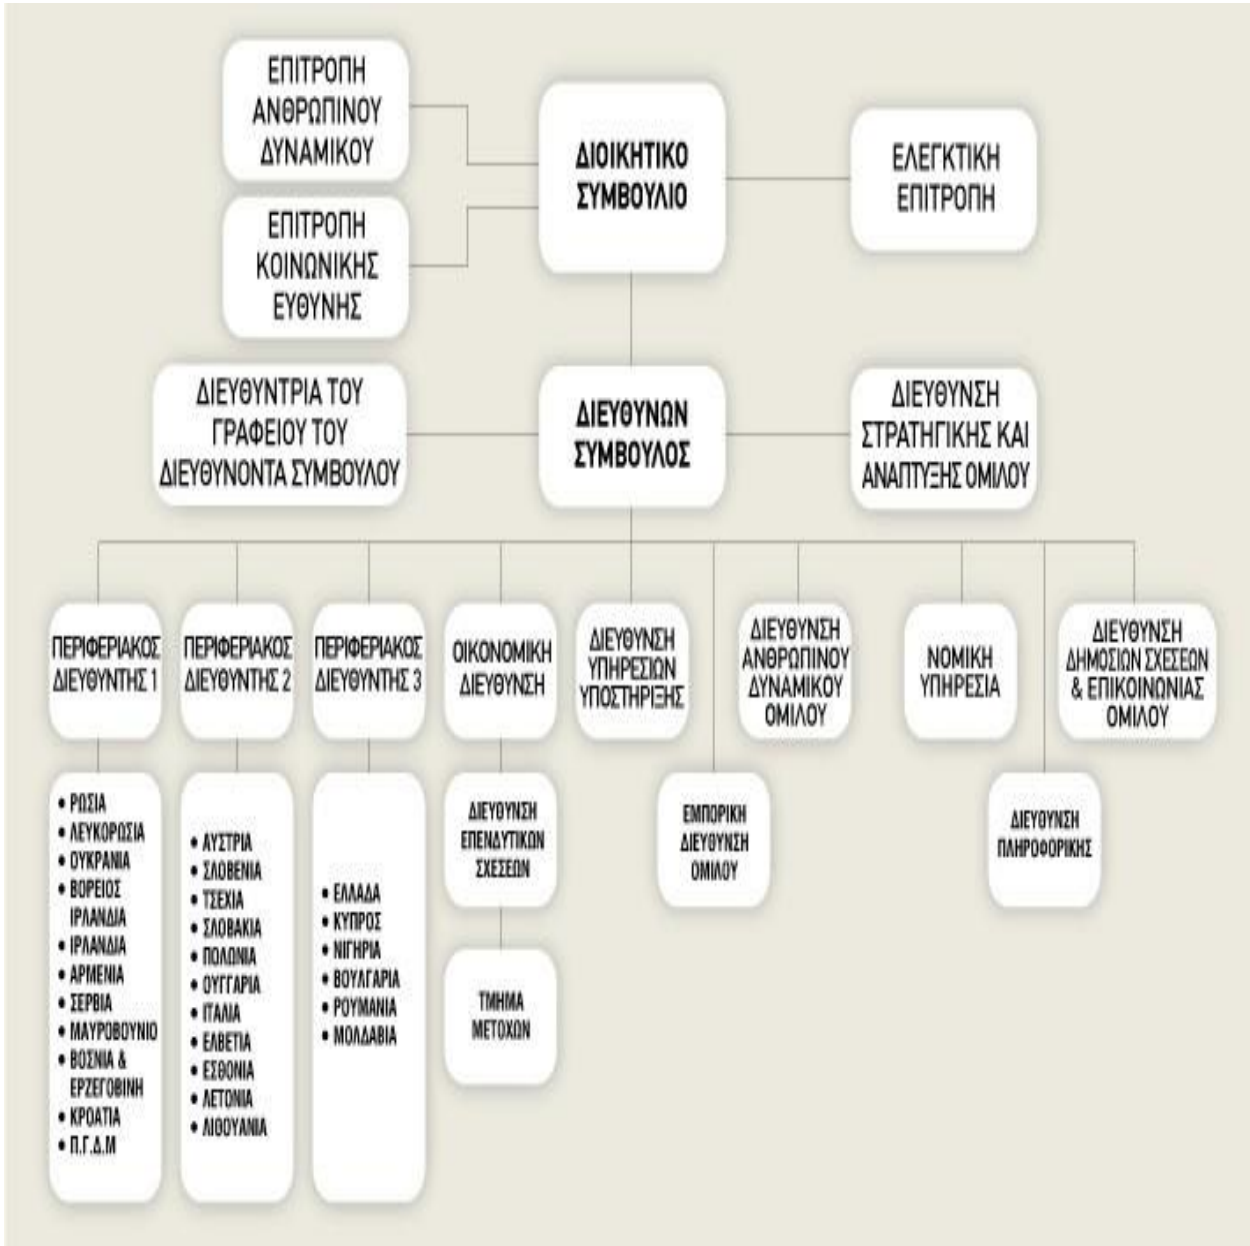 ΕΠΙΤΡΟΠΗ
ΑΝΘΡΩΠΙΝΟΥ
ΔΥΝΑΜΙΚΟΥ
ΔΙΟΙΚΗΤΙΚΟ
ΣΥΜΒΟΥΛΙΟ
ΕΛΕΓΚΤΙΚΗ
ΕΠΙΤΡΟΠΗ
ΕΠΙΤΡΟΠΗ
ΚΟΙΝΩΝΙΚΗΣ
ΕΥΘΥΝΗΣ
ΔΙΕΥΘΥΝΤΡΙΑ ΤΟΥ
ΓΡΑΦΕΙΟΥ ΤΟΥ
ΔΙΕΥΘΥΝΟΝΤΑ ΣΥΜΒΟΥΛΟΥ
ΔΙΕΥΘΥΝΩΝ
ΣΥΜΒΟΥΛΟΣ
ΔΙΕΥΘΥΝΣΗ
ΣΤΡΑΤΗΓΙΚΗΣ ΚΑΙ
ΑΝΑΠΤΥΞΗΣ ΟΜΙΛΟΥ
ΠΕΡΙΦΕΡΙΑΚΟΣ
ΔΙΕΥΘΥΝΤΗΣ 1
ΠΕΡΙΦΕΡΙΑΚΟΣ
ΔΙΕΥΘΥΝΤΗΣ 2
ΠΕΡΙΦΕΡΙΑΚΟΣ
ΔΙΕΥΘΥΝΤΗΣ 3
ΟΙΚΟΝΟΜΙΚΗ
ΔΙΕΥΘΥΝΣΗ
ΔΙΕΥΘΥΝΣΗ
ΥΠΗΡΕΣΙΩΝ
ΥΠΟΣΤΗΡΙΞΗΣ
ΔΙΕΥΘΥΝΣΗ
ΑΝΘΡΩΠΙΝΟΥ
ΔΥΝΑΜΙΚΟΥ
ΟΜΙΛΟΥ
ΝΟΜΙΚΗ
ΥΠΗΡΕΣΙΑ
ΔΙΕΥΘΥΝΣΗ
ΔΗΜΟΣΙΩΝ ΣΧΕΣΕΩΝ
& ΕΠΙΚΟΙΝΩΝΙΑΣ
ΟΜΙΛΟΥ
• ΡΩΣΙΑ
• ΛΕΥΚΟΡΩΣΙΑ
• ΟΥΚΡΑΝΙΑ
• ΒΟΡΕΙΟΣ
ΙΡΛΑΝΔΙΑ
• ΙΡΛΑΝΔΙΑ
• ΑΡΜΕΝΙΑ
• ΣΕΡΒΙΑ
• ΜΑΥΡΟΒΟΥΝΙΟ
• ΒΟΣΝΙΑ &
ΕΡΖΕΓΟΒΙΝΗ
• ΚΡΟΑΤΙΑ
• Π.Γ.Δ.Μ
• ΑΥΣΤΡΙΑ
• ΣΛΟΒΕΝΙΑ
• ΤΣΕΧΙΑ
• ΣΛΟΒΑΚΙΑ
• ΠΟΛΩΝΙΑ
• ΟΥΓΓΑΡΙΑ
• ΙΤΑΛΙΑ
• ΕΛΒΕΤΙΑ
• ΕΣΘΟΝΙΑ
• ΛΕΤΟΝΙΑ
• ΛΙΘΟΥΑΝΙΑ
• ΕΛΛΑΔΑ
• ΚΥΠΡΟΣ
• ΝΙΓΗΡΙΑ
• ΒΟΥΛΓΑΡΙΑ
• ΡΟΥΜΑΝΙΑ
• ΜΟΛΔΑΒΙΑ
ΔΙΕΥΘΥΝΣΗ
ΕΠΕΝΔΥΤΙΚΩΝ
ΣΧΕΣΕΩΝ
ΕΜΠΟΡΙΚΗ
ΔΙΕΥΘΥΝΣΗ
ΟΜΙΛΟΥ
ΔΙΕΥΘΥΝΣΗ
ΠΛΗΡΟΦΟΡΙΚΗΣ
ΤΜΗΜΑ
ΜΕΤΟΧΩΝ